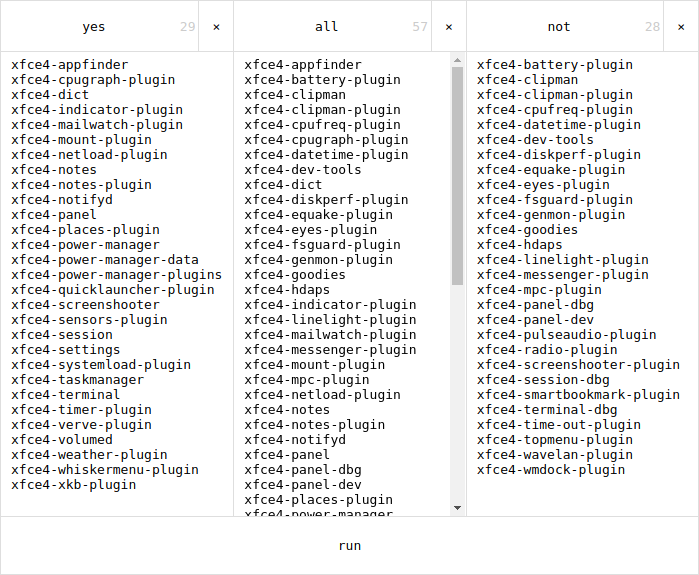 yes 29 ×
all 57 ×
not 28 ×
xfce4-appfinder
xfce4-cpugraph-plugin
xfce4-dict
xfce4-indicator-plugin
xfce4-mailwatch-plugin
xfce4-mount-plugin
xfce4-netload-plugin
xfce4-notes
xfce4-notes-plugin
xfce4-notifyd
xfce4-panel
xfce4-places-plugin
xfce4-power-manager
xfce4-power-manager-data
xfce4-power-manager-plugins
xfce4-quicklauncher-plugin
xfce4-screenshooter
xfce4-sensors-plugin
xfce4-session
xfce4-settings
xfce4-systemload-plugin
xfce4-taskmanager
xfce4-terminal
xfce4-timer-plugin
xfce4-verve-plugin
xfce4-volumed
xfce4-weather-plugin
xfce4-whiskermenu-plugin
xfce4-xkb-plugin
xfce4-appfinder
xfce4-battery-plugin
xfce4-clipman
xfce4-clipman-plugin
xfce4-cpufreq-plugin
xfce4-cpugraph-plugin
xfce4-datetime-plugin
xfce4-dev-tools
xfce4-dict
xfce4-diskperf-plugin
xfce4-equake-plugin
xfce4-eyes-plugin
xfce4-fsguard-plugin
xfce4-genmon-plugin
xfce4-goodies
xfce4-hdaps
xfce4-indicator-plugin
xfce4-linelight-plugin
xfce4-mailwatch-plugin
xfce4-messenger-plugin
xfce4-mount-plugin
xfce4-mpc-plugin
xfce4-netload-plugin
xfce4-notes
xfce4-notes-plugin
xfce4-notifyd
xfce4-panel
xfce4-panel-dbg
xfce4-panel-dev
xfce4-places-plugin
xfce4-power-manager
xfce4-battery-plugin
xfce4-clipman
xfce4-clipman-plugin
xfce4-cpufreq-plugin
xfce4-datetime-plugin
xfce4-dev-tools
xfce4-diskperf-plugin
xfce4-equake-plugin
xfce4-eyes-plugin
xfce4-fsguard-plugin
xfce4-genmon-plugin
xfce4-goodies
xfce4-hdaps
xfce4-linelight-plugin
xfce4-messenger-plugin
xfce4-mpc-plugin
xfce4-panel-dbg
xfce4-panel-dev
xfce4-pulseaudio-plugin
xfce4-radio-plugin
xfce4-screenshooter-plugin
xfce4-session-dbg
xfce4-smartbookmark-plugin
xfce4-terminal-dbg
xfce4-time-out-plugin
xfce4-topmenu-plugin
xfce4-wavelan-plugin
xfce4-wmdock-plugin
run